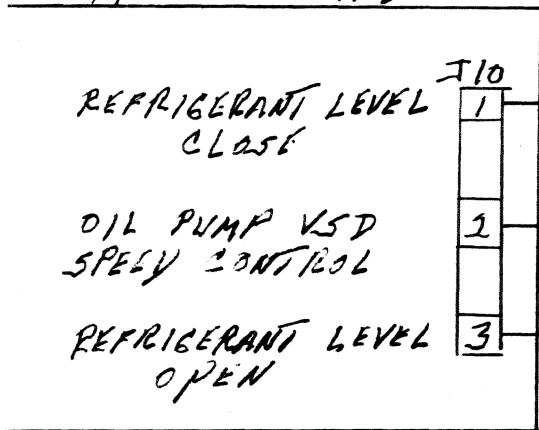 J10
REFRIGERANT LEVEL 1
CLOSE
OIL PUMP VSD 2
SPEED CONTROL
REFRIGERANT LEVEL 3
OPEN